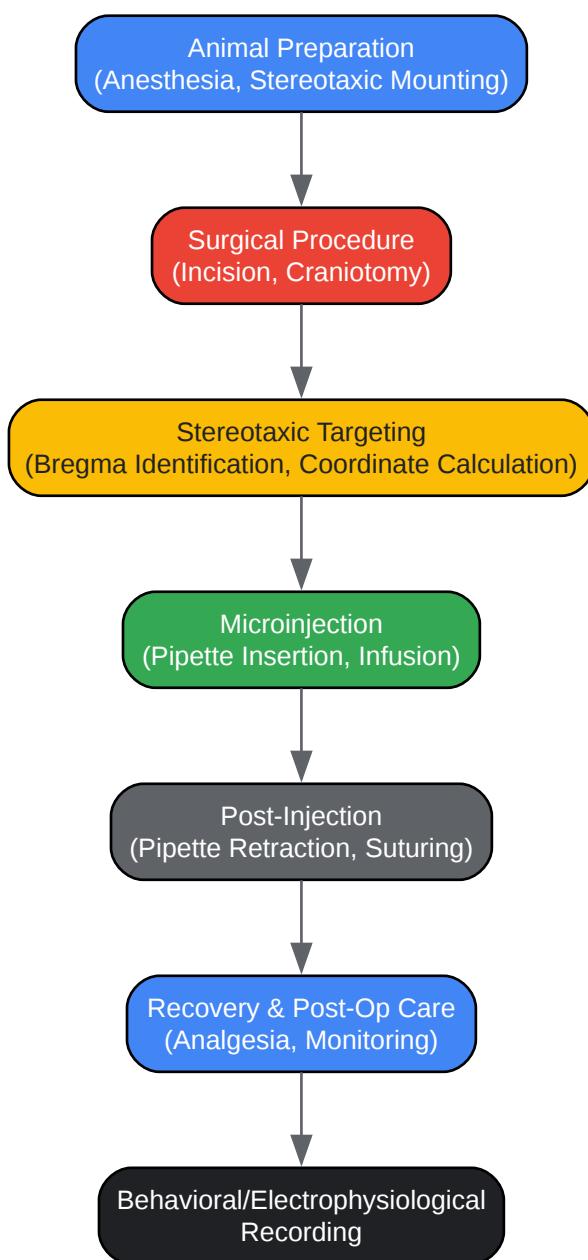 Animal Preparation
(Anesthesia, Stereotaxic Mounting)
Surgical Procedure
(Incision, Craniotomy)
Stereotaxic Targeting
(Bregma Identification, Coordinate Calculation)
Microinjection
(Pipette Insertion, Infusion)
Post-Injection
(Pipette Retraction, Suturing)
Recovery & Post-Op Care
(Analgesia, Monitoring)
Behavioral/Electrophysiological
Recording